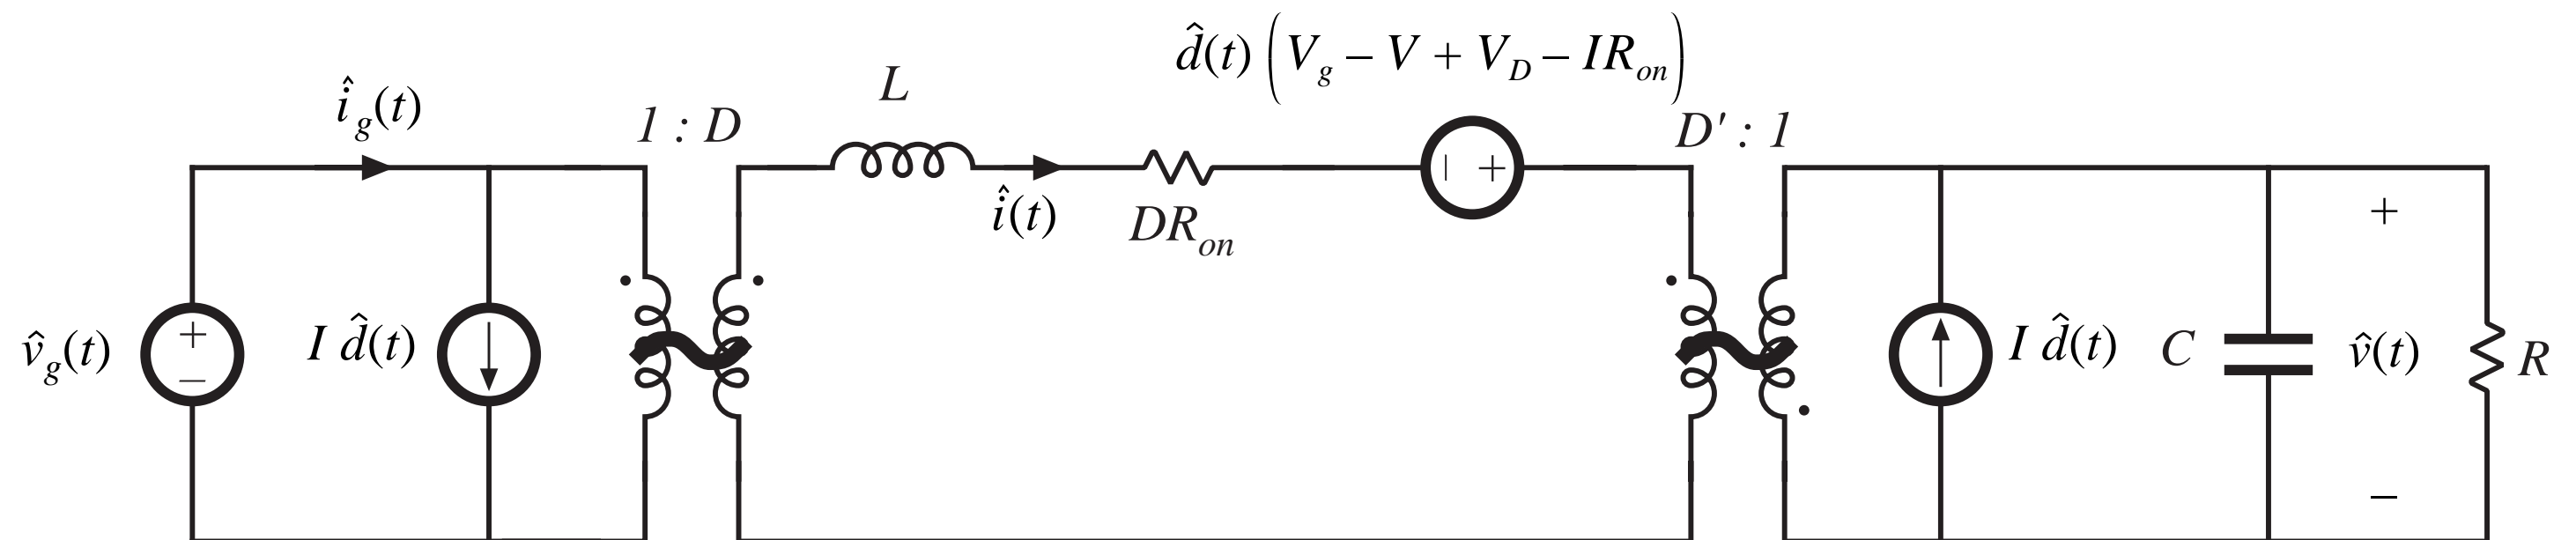 d̂(t) (V_g – V + V_D – IR_on)
î_g(t)
1 : D
L
D' : 1
î(t)
DR_on
+
–
v̂_g(t)
I d̂(t)
| +
I d̂(t)
C
+
v̂(t)
–
R